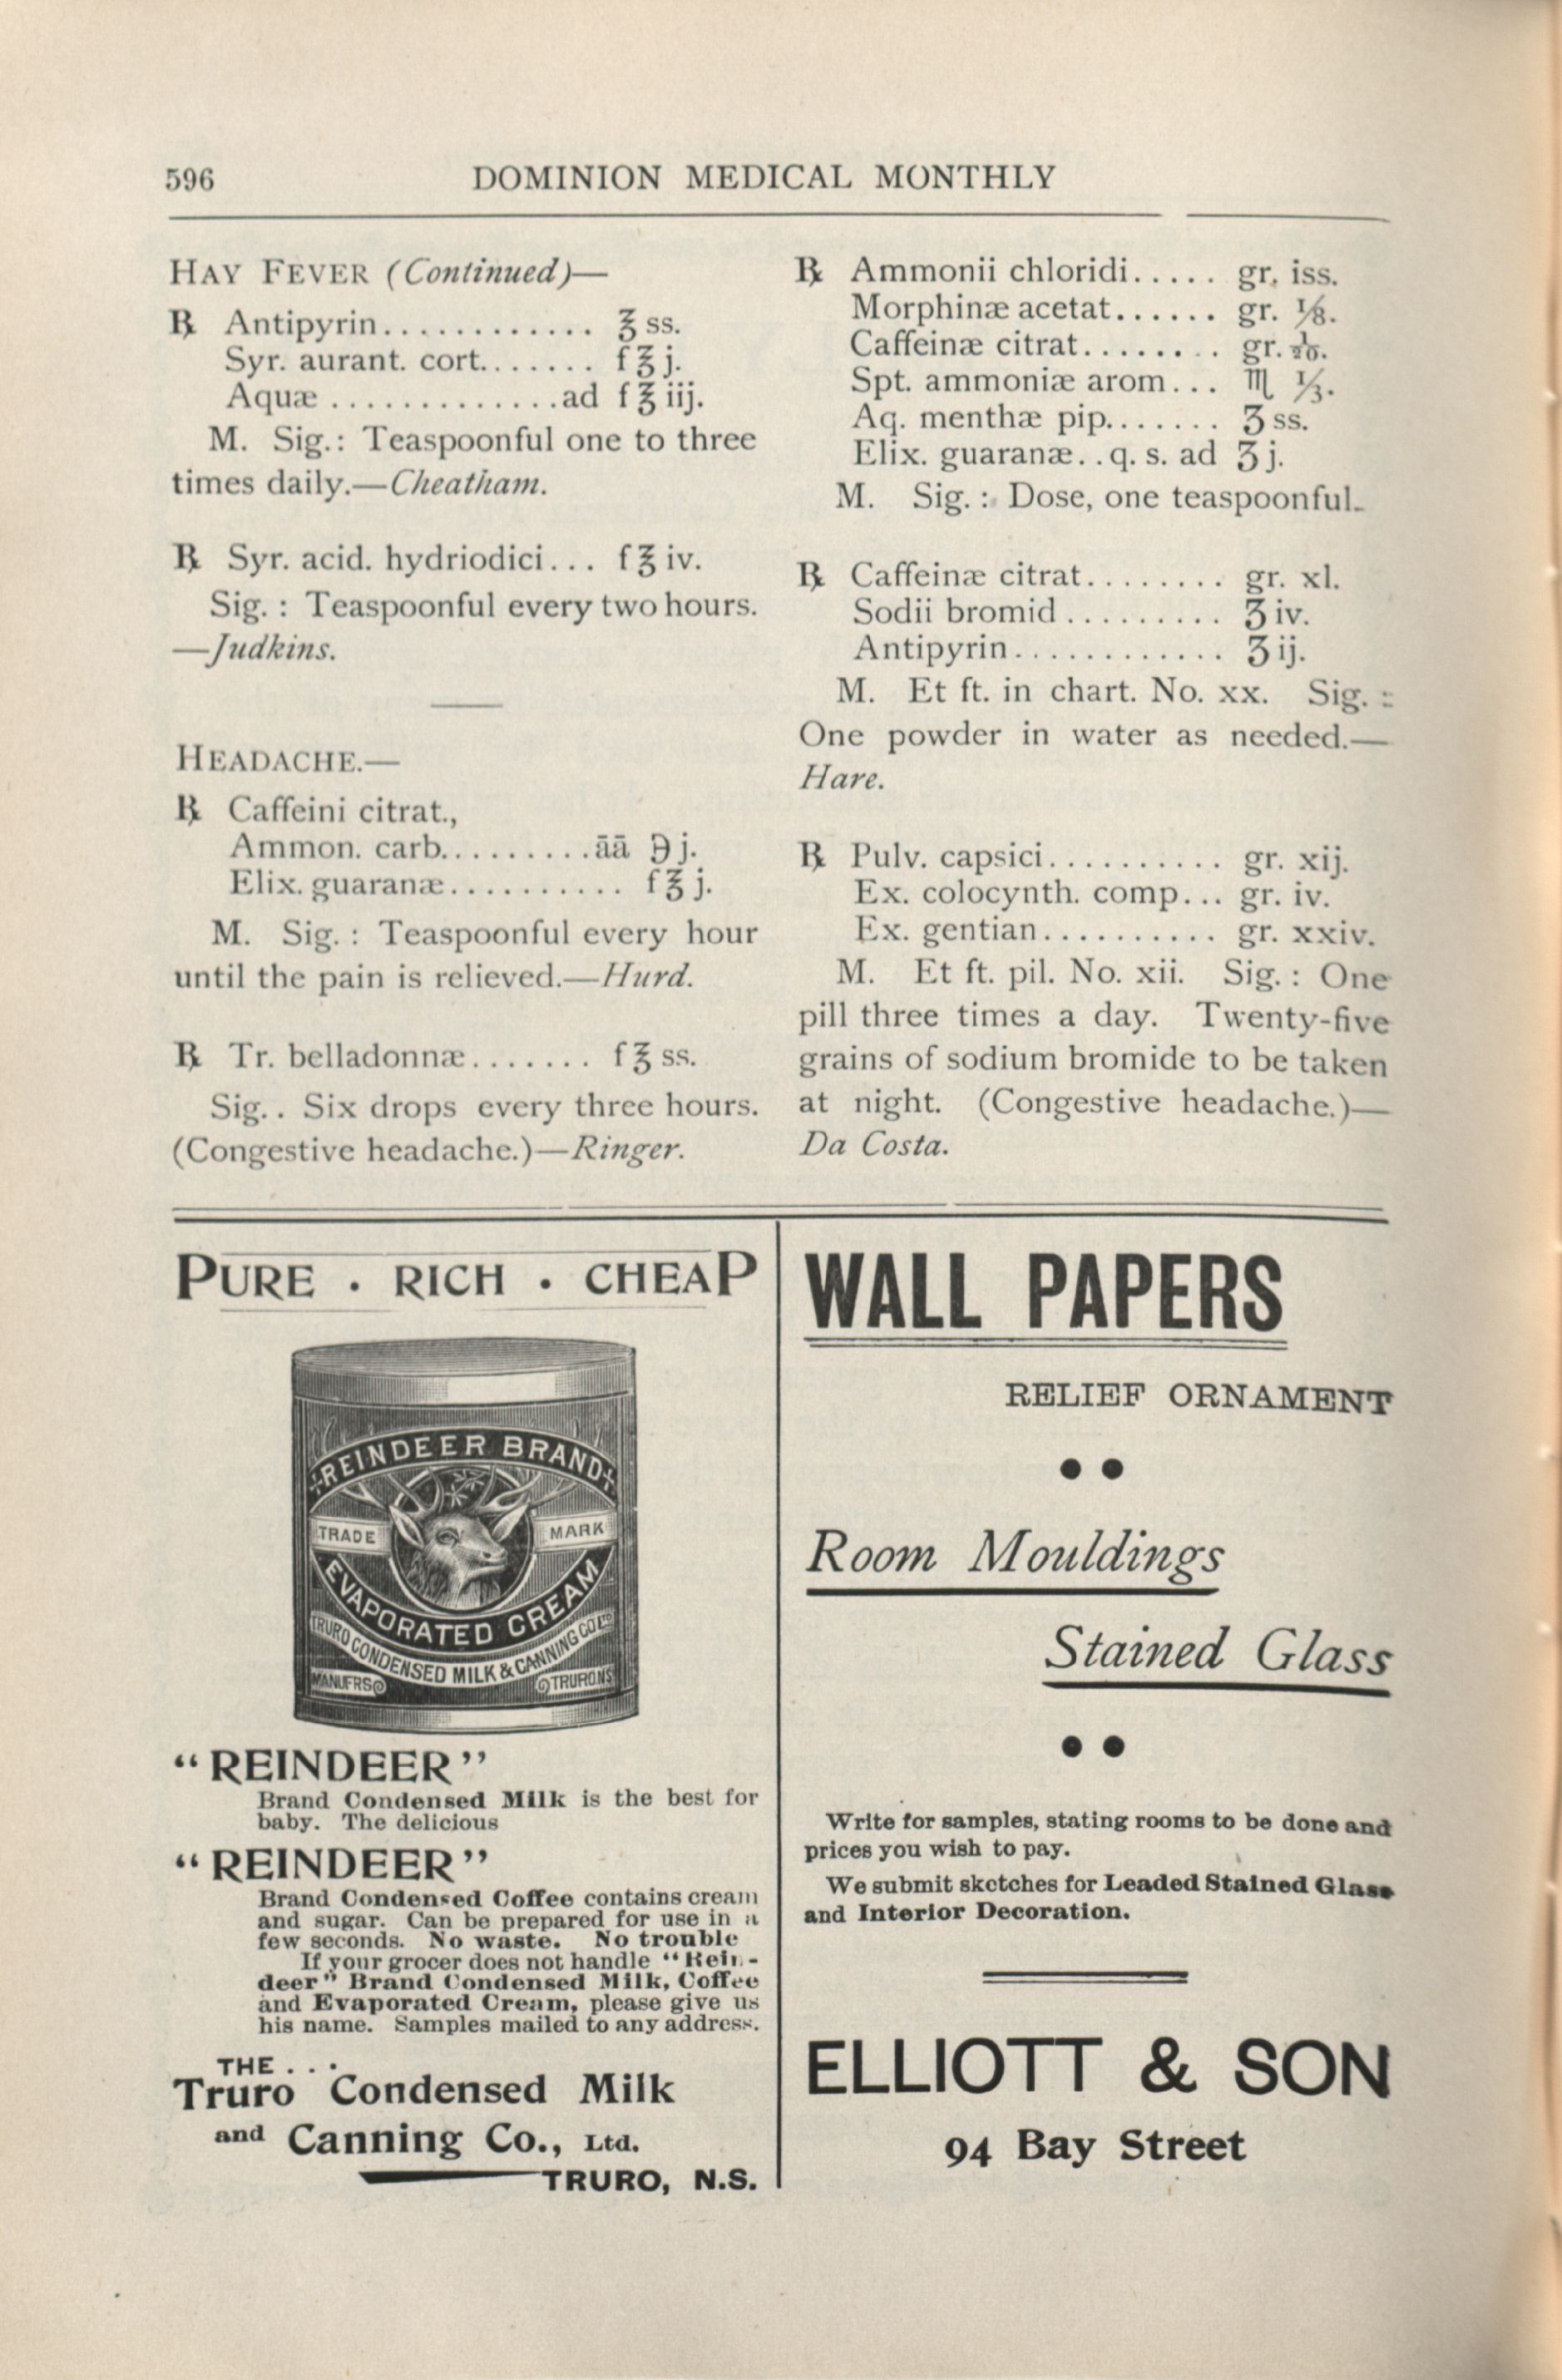 596
DOMINION MEDICAL MONTHLY
HAY FEVER (Continued)—
℞ Antipyrin............ ℥ ss.
Syr. aurant. cort........ f ℥ j.
Aquæ .............ad f ℥ iij.
M. Sig.: Teaspoonful one to three
times daily.—Cheatham.
℞ Syr. acid. hydriodici... f ℥ iv.
Sig. : Teaspoonful every two hours.
—Judkins.
HEADACHE.—
℞ Caffeini citrat.,
Ammon. carb..........āā ℈ j.
Elix. guaranæ.......... f ℥ j.
M. Sig. : Teaspoonful every hour
until the pain is relieved.—Hurd.
℞ Tr. belladonnæ....... f ℥ ss.
Sig.. Six drops every three hours.
(Congestive headache.)—Ringer.
℞ Ammonii chloridi..... gr. iss.
Morphinæ acetat...... gr. ⅛.
Caffeinæ citrat........ gr.
Spt. ammoniæ arom... ♏ ⅓.
Aq. menthæ pip....... ʒ ss.
Elix. guaranæ..q. s. ad ʒ j.
M. Sig. : Dose, one teaspoonful.
℞ Caffeinæ citrat........ gr. xl.
Sodii bromid ......... ʒ iv.
Antipyrin............ ʒ ij.
M. Et ft. in chart. No. xx. Sig. :
One powder in water as needed.—
Hare.
℞ Pulv. capsici.......... gr. xij.
Ex. colocynth. comp... gr. iv.
Ex. gentian.......... gr. xxiv.
M. Et ft. pil. No. xii. Sig. : One
pill three times a day. Twenty-five
grains of sodium bromide to be taken
at night. (Congestive headache.)—
Da Costa.
PURE . RICH . CHEAP
REINDEER BRAND
TRADE MARK
EVAPORATED CREAM
TRURO CONDENSED MILK & CANNING CO LTD
MANUFRS TRURO N.S
“REINDEER”
Brand Condensed Milk is the best for
baby. The delicious
“REINDEER”
Brand Condensed Coffee contains cream
and sugar. Can be prepared for use in a
few seconds. No waste. No trouble
If your grocer does not handle “Rein-
deer” Brand Condensed Milk, Coffee
and Evaporated Cream, please give us
his name. Samples mailed to any address.
THE . . .
Truro Condensed Milk
and Canning Co., Ltd.
TRURO, N.S.
WALL PAPERS
RELIEF ORNAMENT
● ●
Room Mouldings
Stained Glass
● ●
Write for samples, stating rooms to be done and
prices you wish to pay.
We submit sketches for Leaded Stained Glass
and Interior Decoration.
ELLIOTT & SON
94 Bay Street